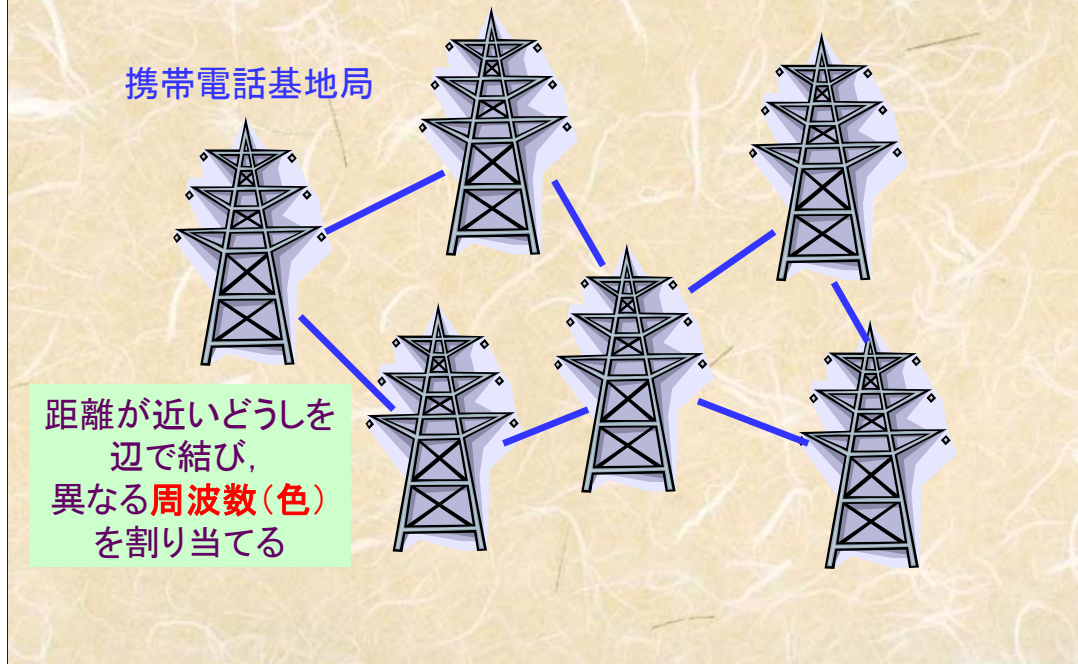 携帯電話基地局
距離が近いどうしを
辺で結び,
異なる周波数(色)
を割り当てる